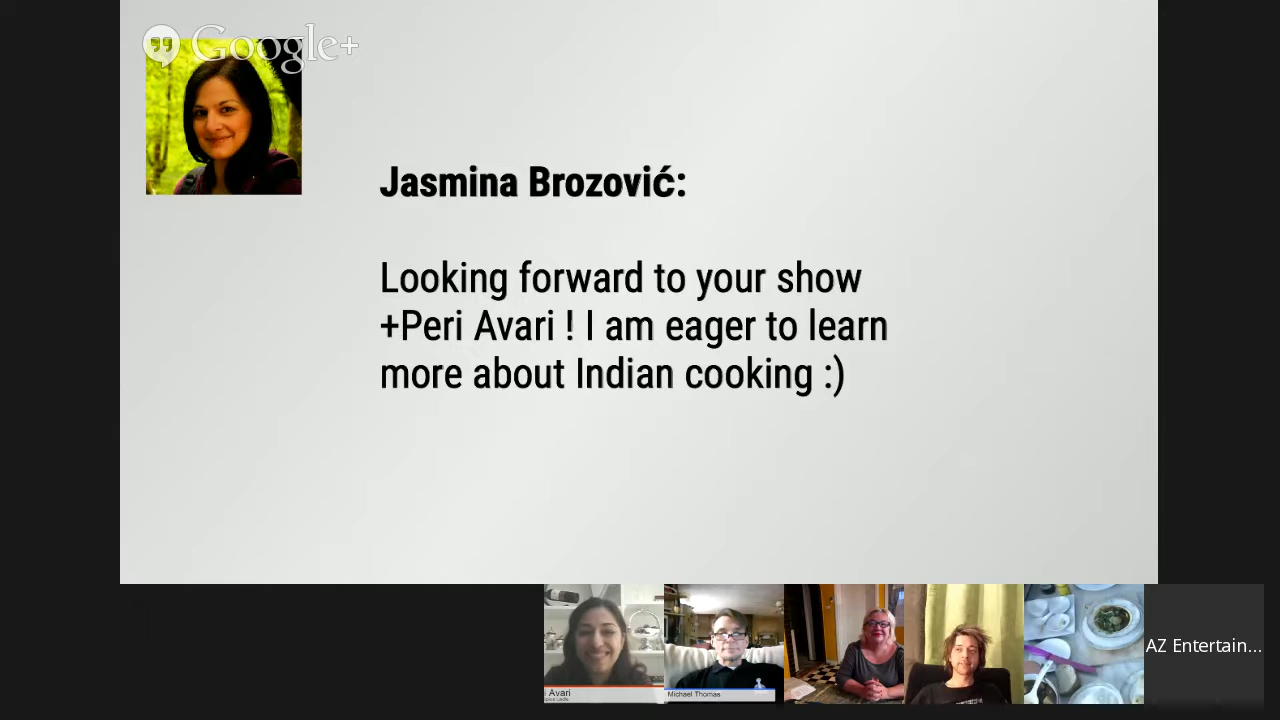 Google+
Jasmina Brozović:
Looking forward to your show
+Peri Avari ! I am eager to learn
more about Indian cooking :)
Avari
Michael Thomas
AZ Entertain...